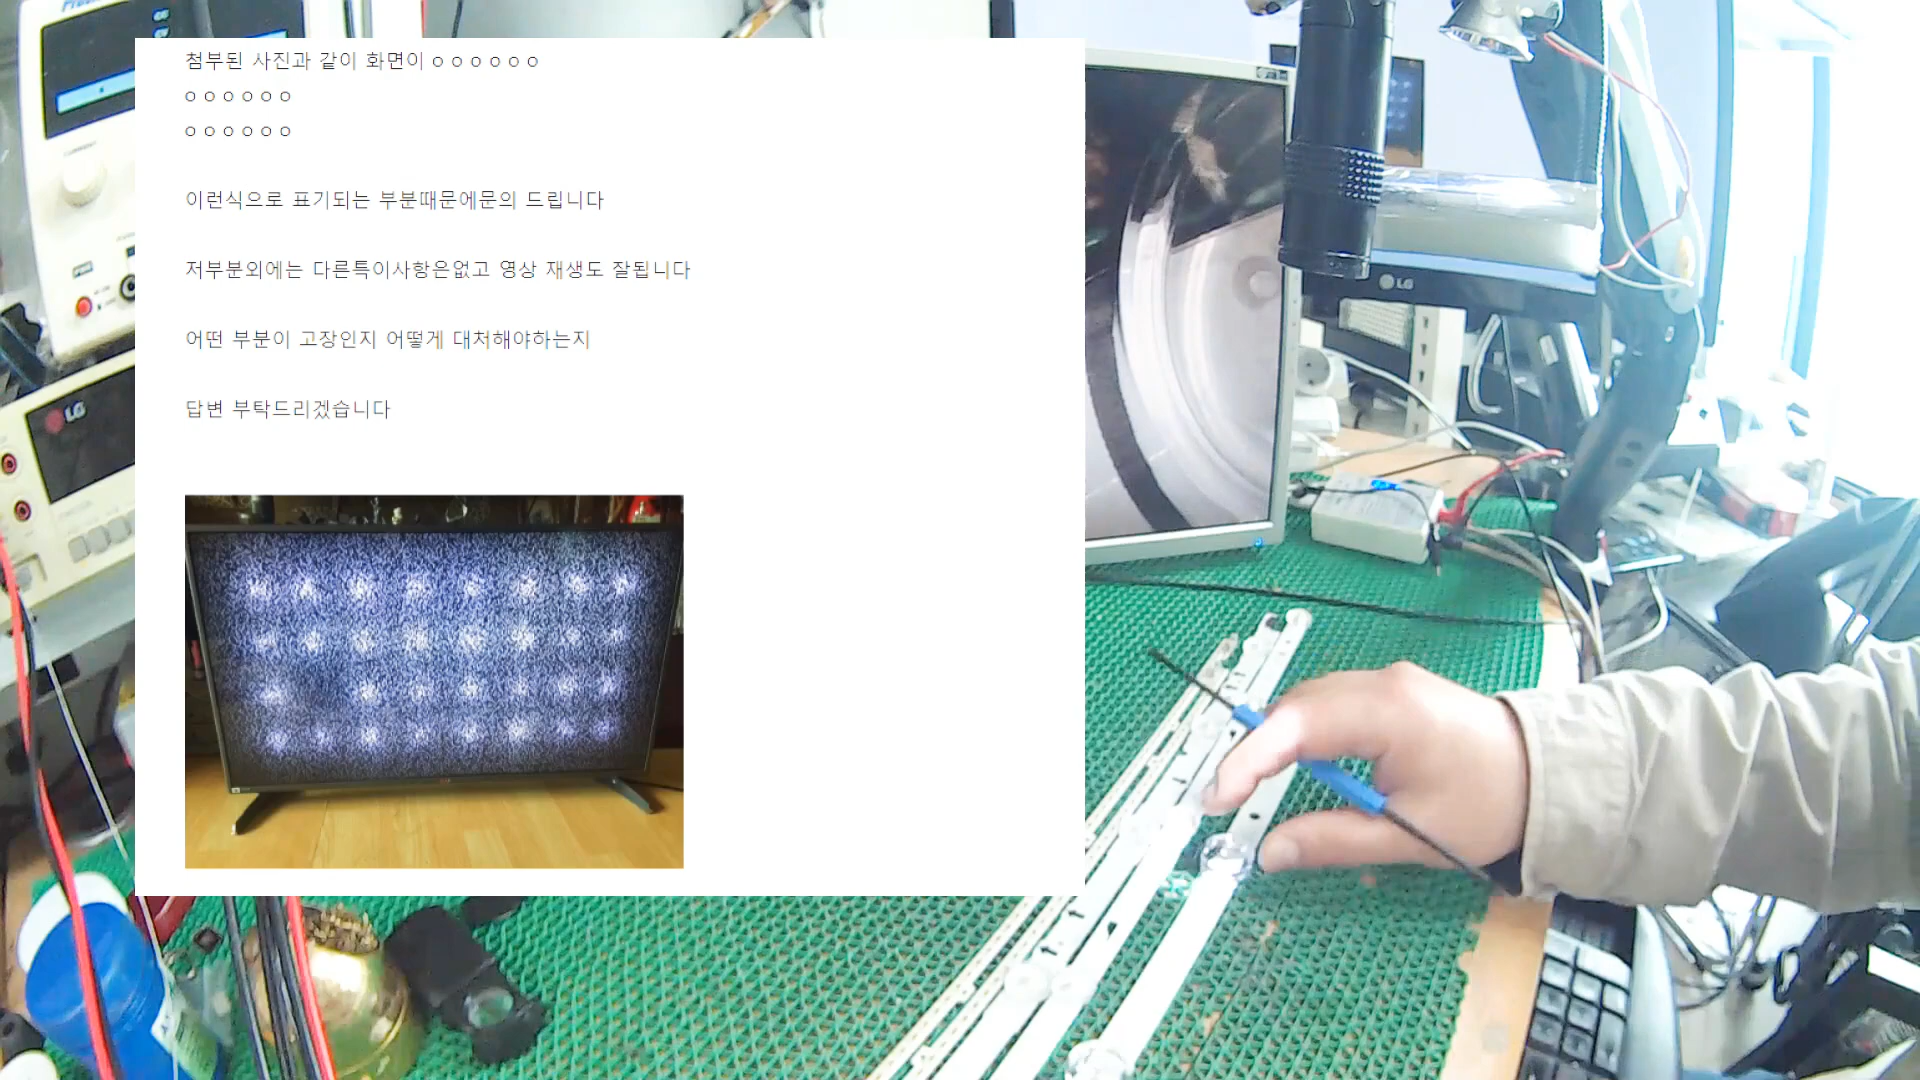 첨부된 사진과 같이 화면이 ㅇㅇㅇㅇㅇㅇ
ㅇㅇㅇㅇㅇㅇ
ㅇㅇㅇㅇㅇㅇ
이런식으로 표기되는 부분때문에문의 드립니다
저부분외에는 다른특이사항은없고 영상 재생도 잘됩니다
어떤 부분이 고장인지 어떻게 대처해야하는지
답변 부탁드리겠습니다
LG
LG